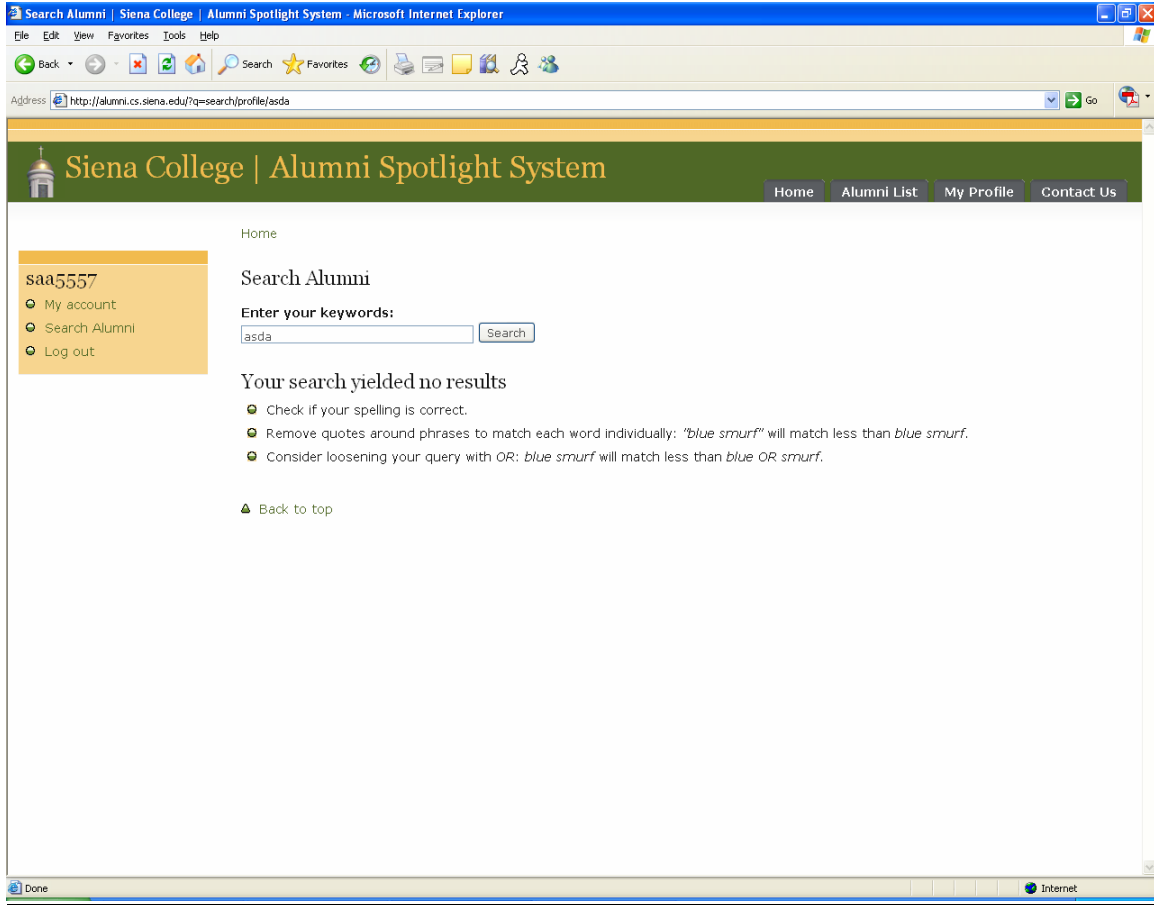 Search Alumni | Siena College | Alumni Spotlight System - Microsoft Internet Explorer
File Edit View Favorites Tools Help
Back Search Favorites
Address http://alumni.cs.siena.edu/?q=search/profile/asda Go
Siena College | Alumni Spotlight System
Home Alumni List My Profile Contact Us
Home
saa5557
My account
Search Alumni
Log out
Search Alumni
Enter your keywords:
asda Search
Your search yielded no results
Check if your spelling is correct.
Remove quotes around phrases to match each word individually: "blue smurf" will match less than blue smurf.
Consider loosening your query with OR: blue smurf will match less than blue OR smurf.
Back to top
Done Internet